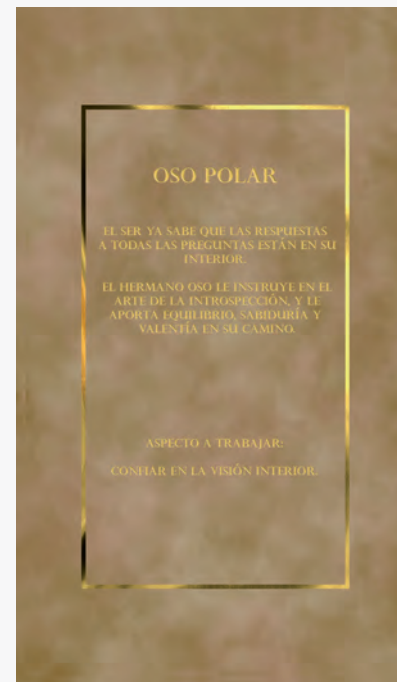 OSO POLAR
EL SER YA SABE QUE LAS RESPUESTAS
A TODAS LAS PREGUNTAS ESTÁN EN SU
INTERIOR.
EL HERMANO OSO LE INSTRUYE EN EL
ARTE DE LA INTROSPECCIÓN, Y LE
APORTA EQUILIBRIO, SABIDURÍA Y
VALENTÍA EN SU CAMINO.
ASPECTO A TRABAJAR:
CONFIAR EN LA VISIÓN INTERIOR.